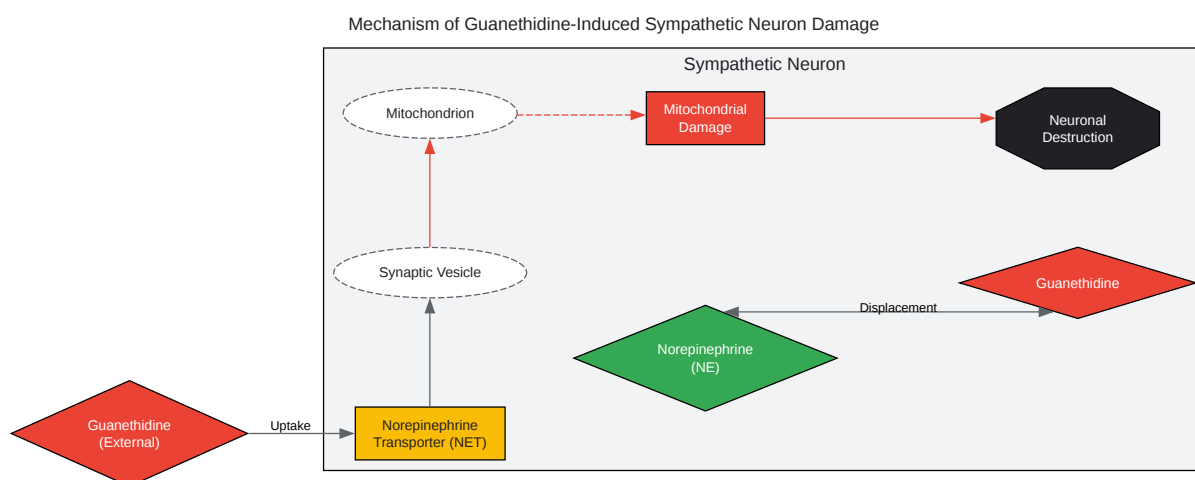 Mechanism of Guanethidine-Induced Sympathetic Neuron Damage
Sympathetic Neuron
Mitochondrion
Mitochondrial
Damage
Neuronal
Destruction
Synaptic Vesicle
Guanethidine
Displacement
Norepinephrine
(NE)
Guanethidine
(External)
Uptake
Norepinephrine
Transporter (NET)